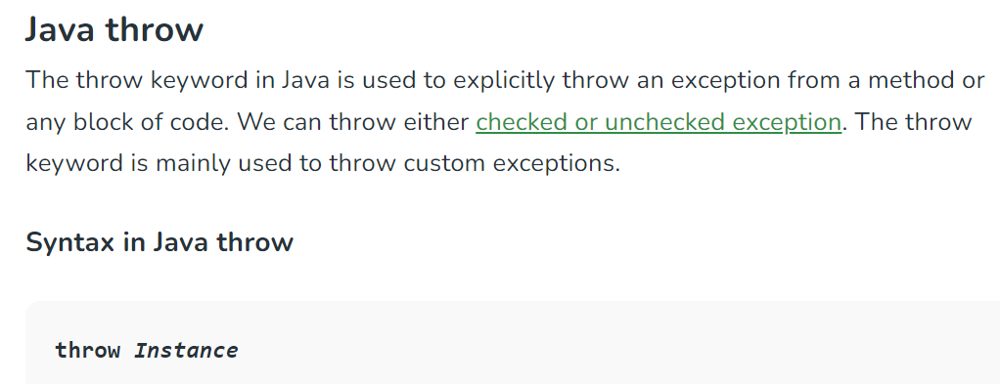 Java throw
The throw keyword in Java is used to explicitly throw an exception from a method or
any block of code. We can throw either checked or unchecked exception. The throw
keyword is mainly used to throw custom exceptions.
Syntax in Java throw
throw Instance